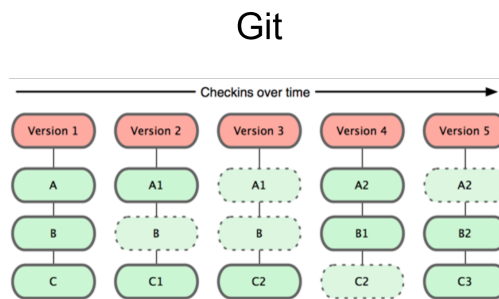 Git
Checkins over time
Version 1 Version 2 Version 3 Version 4 Version 5
A A1 A1 A2 A2
B B B B1 B2
C C1 C2 C2 C3